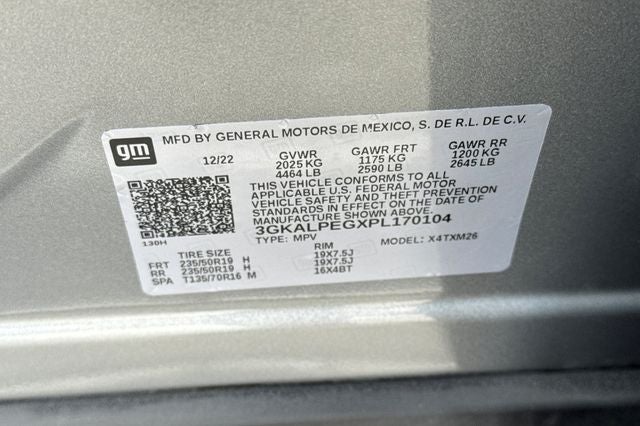 gm
MFD BY GENERAL MOTORS DE MEXICO, S. DE R.L. DE C.V.
12/22 GVWR GAWR FRT GAWR RR
2025 KG 1175 KG 1200 KG
4464 LB 2590 LB 2645 LB
THIS VEHICLE CONFORMS TO ALL
APPLICABLE U.S. FEDERAL MOTOR
VEHICLE SAFETY AND THEFT PREVENTION
STANDARDS IN EFFECT ON THE DATE OF
MANUFACTURE SHOWN ABOVE.
3GKALPEGXPL170104
130H TYPE: MPV MODEL: X4TXM26
TIRE SIZE RIM
FRT 235/50R19 H 19X7.5J
RR 235/50R19 H 19X7.5J
SPA T135/70R16 M 16X4BT